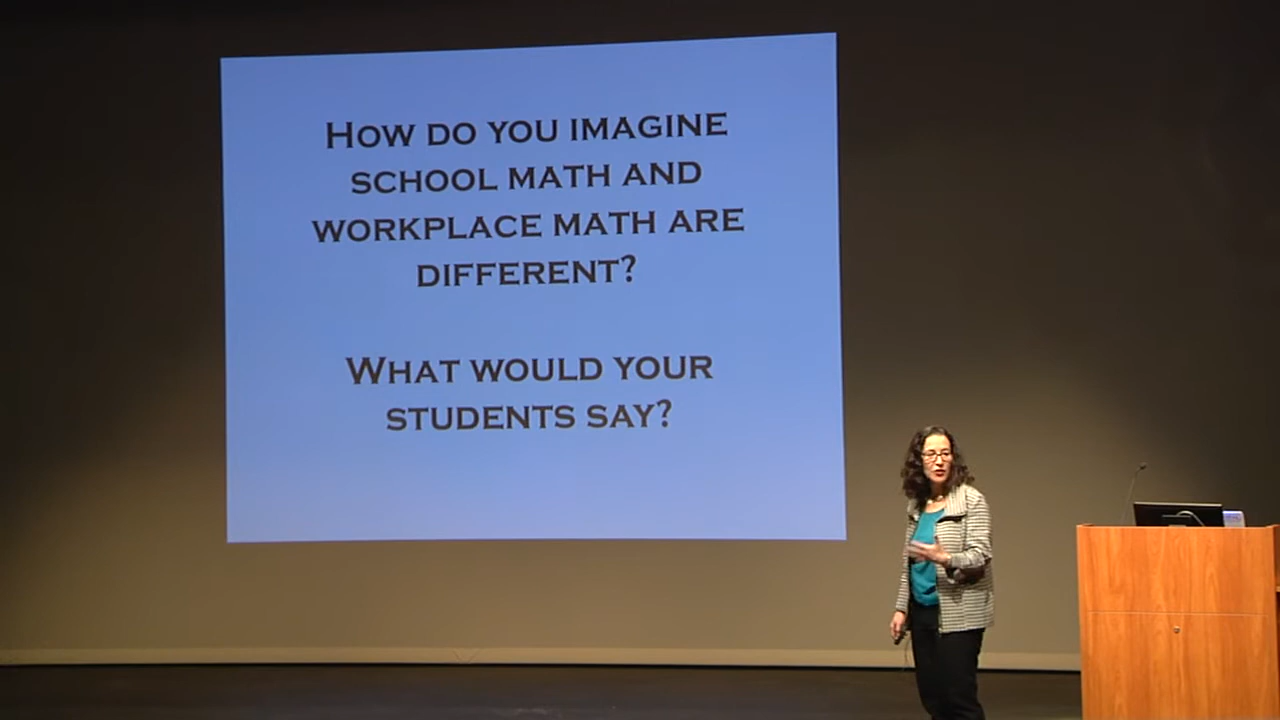 How do you imagine
school math and
workplace math are
different?
What would your
students say?